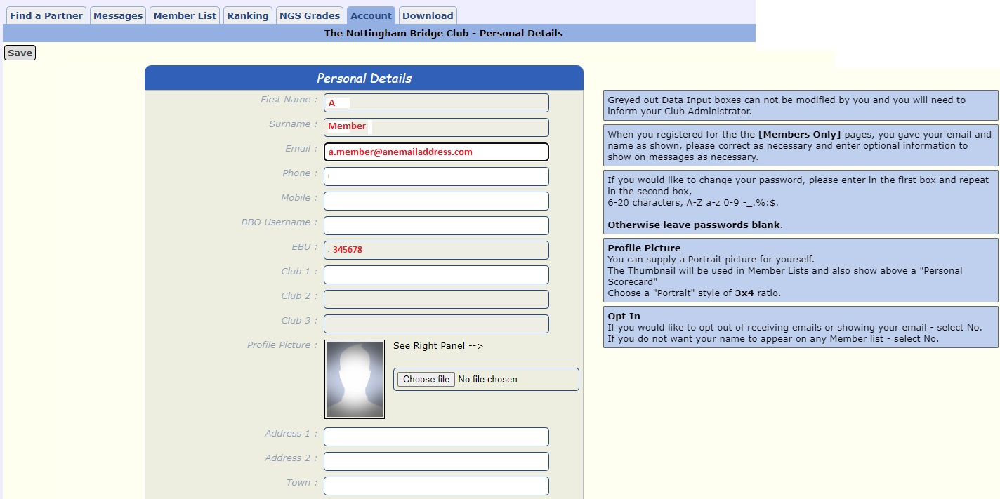 Find a Partner Messages Member List Ranking NGS Grades Account Download
The Nottingham Bridge Club - Personal Details
Save
Personal Details
First Name : A
Surname : Member
Email : a.member@anemailaddress.com
Phone :
Mobile :
BBO Username :
EBU : 345678
Club 1 :
Club 2 :
Club 3 :
Profile Picture : See Right Panel -->
Choose file No file chosen
Address 1 :
Address 2 :
Town :
Greyed out Data Input boxes can not be modified by you and you will need to
inform your Club Administrator.
When you registered for the the [Members Only] pages, you gave your email and
name as shown, please correct as necessary and enter optional information to
show on messages as necessary.
If you would like to change your password, please enter in the first box and repeat
in the second box,
6-20 characters, A-Z a-z 0-9 -_.%:$.
Otherwise leave passwords blank.
Profile Picture
You can supply a Portrait picture for yourself.
The Thumbnail will be used in Member Lists and also show above a "Personal
Scorecard"
Choose a "Portrait" style of 3x4 ratio.
Opt In
If you would like to opt out of receiving emails or showing your email - select No.
If you do not want your name to appear on any Member list - select No.